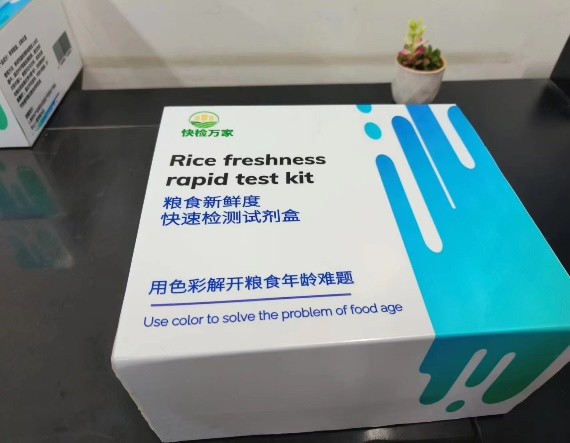 快检万家
Rice freshness
rapid test kit
粮食新鲜度
快速检测试剂盒
用色彩解开粮食年龄难题
Use color to solve the problem of food age